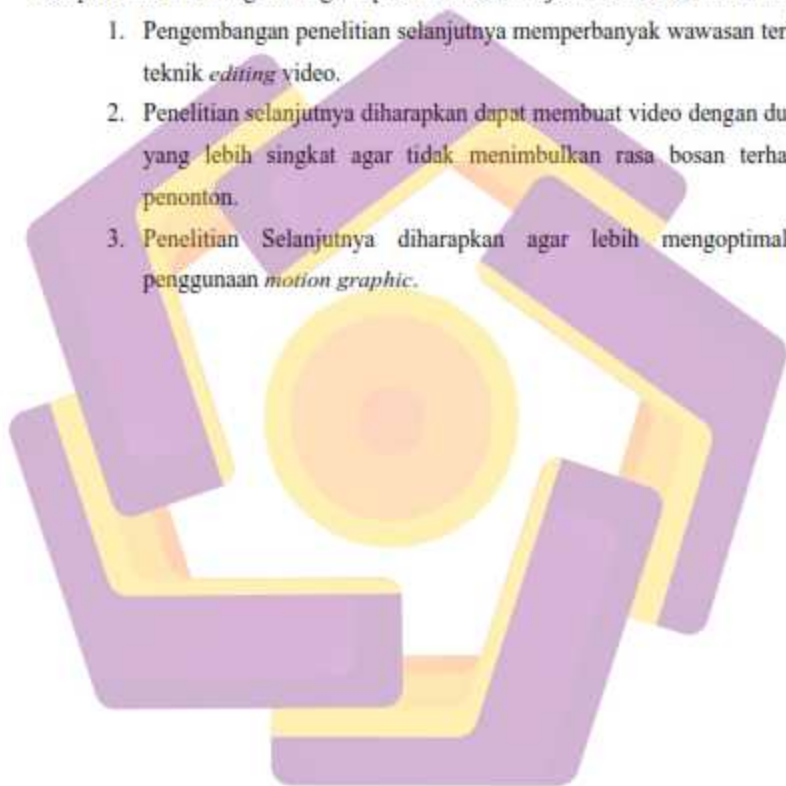 1. Pengembangan penelitian selanjutnya memperbanyak wawasan ter
teknik editing video.
2. Penelitian selanjutnya diharapkan dapat membuat video dengan du
yang lebih singkat agar tidak menimbulkan rasa bosan terha
penonton.
3. Penelitian Selanjutnya diharapkan agar lebih mengoptimal
penggunaan motion graphic.